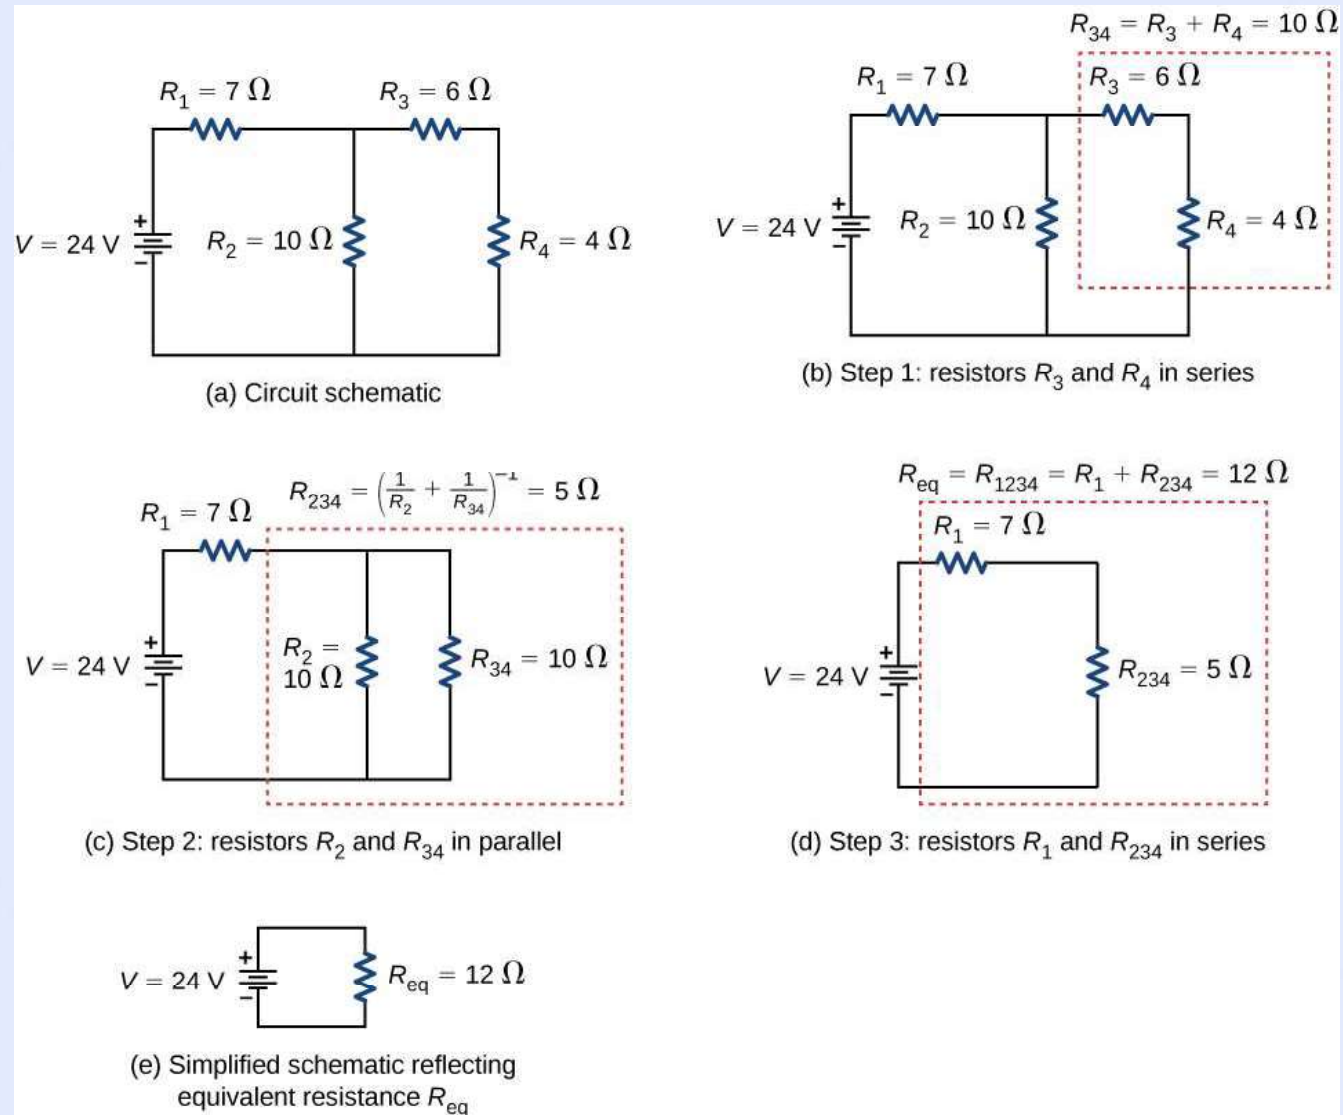 R₁ = 7 Ω
R₃ = 6 Ω
V = 24 V
+
−
R₂ = 10 Ω
R₄ = 4 Ω
(a) Circuit schematic
R₃₄ = R₃ + R₄ = 10 Ω
R₁ = 7 Ω
R₃ = 6 Ω
V = 24 V
+
−
R₂ = 10 Ω
R₄ = 4 Ω
(b) Step 1: resistors R₃ and R₄ in series
R₂₃₄ = (1/R₂ + 1/R₃₄)⁻¹ = 5 Ω
R₁ = 7 Ω
V = 24 V
+
−
R₂ =
10 Ω
R₃₄ = 10 Ω
(c) Step 2: resistors R₂ and R₃₄ in parallel
R_eq = R₁₂₃₄ = R₁ + R₂₃₄ = 12 Ω
R₁ = 7 Ω
V = 24 V
+
−
R₂₃₄ = 5 Ω
(d) Step 3: resistors R₁ and R₂₃₄ in series
V = 24 V
+
−
R_eq = 12 Ω
(e) Simplified schematic reflecting
equivalent resistance R_eq